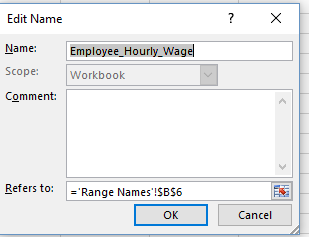 Edit Name
Name: Employee_Hourly_Wage
Scope: Workbook
Comment:
Refers to: ='Range Names'!$B$6
OK Cancel